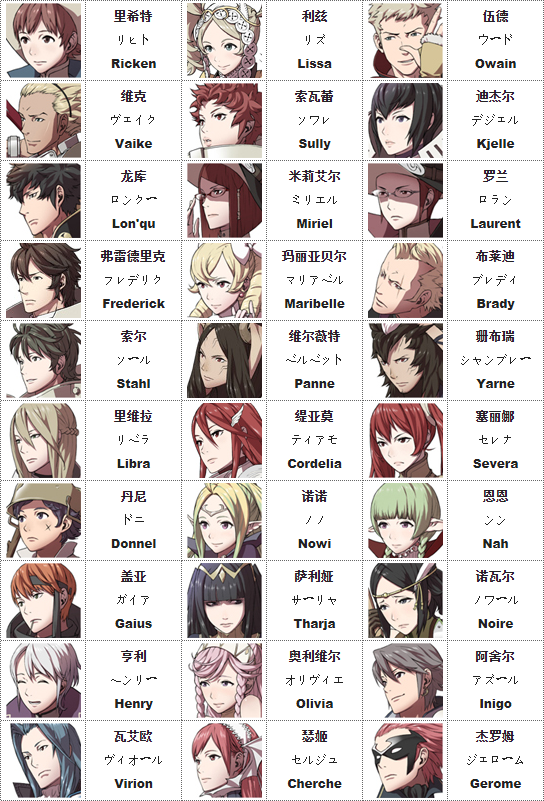 里希特
リヒト
Ricken
利兹
リズ
Lissa
伍德
ウード
Owain
维克
ヴェイク
Vaike
索瓦蕾
ソワレ
Sully
迪杰尔
デジェル
Kjelle
龙库
ロンクー
Lon'qu
米莉艾尔
ミリエル
Miriel
罗兰
ロラン
Laurent
弗雷德里克
フレデリク
Frederick
玛丽亚贝尔
マリアベル
Maribelle
布莱迪
ブレディ
Brady
索尔
ソール
Stahl
维尔薇特
ベルベット
Panne
珊布瑞
シャンブレー
Yarne
里维拉
リベラ
Libra
缇亚莫
ティアモ
Cordelia
塞丽娜
セレナ
Severa
丹尼
ドニ
Donnel
诺诺
ノノ
Nowi
恩恩
ンン
Nah
盖亚
ガイア
Gaius
萨利娅
サーリャ
Tharja
诺瓦尔
ノワール
Noire
亨利
ヘンリー
Henry
奥利维尔
オリヴィエ
Olivia
阿舍尔
アズール
Inigo
瓦艾欧
ヴィオール
Virion
瑟姬
セルジュ
Cherche
杰罗姆
ジェローム
Gerome